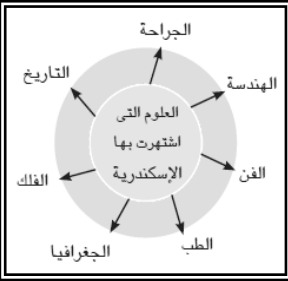 الجراحة
الهندسة
التاريخ
العلوم التى
اشتهرت بها
الإسكندرية
الفن
الفلك
الطب
الجغرافيا